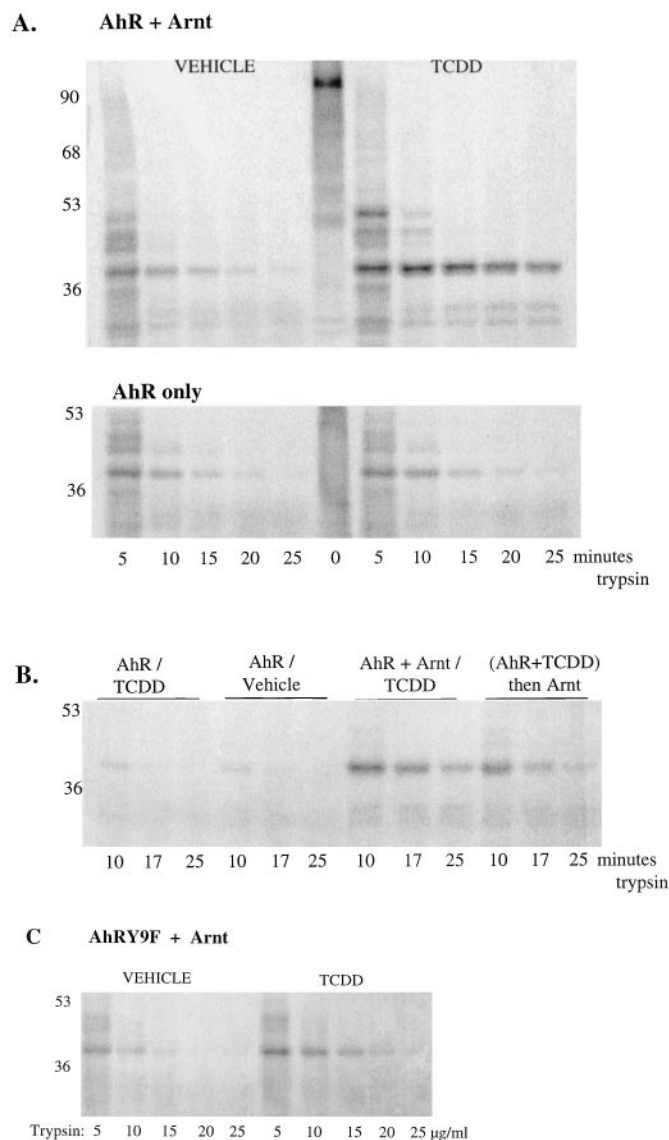 A. AhR + Arnt
VEHICLE TCDD
90
68
53
36
AhR only
53
36
5 10 15 20 25 0 5 10 15 20 25 minutes
trypsin
B. AhR / AhR / AhR + Arnt / (AhR+TCDD)
TCDD Vehicle TCDD then Arnt
53
36
10 17 25 10 17 25 10 17 25 10 17 25 minutes
trypsin
C AhRY9F + Arnt
VEHICLE TCDD
53
36
Trypsin: 5 10 15 20 25 5 10 15 20 25 µg/ml